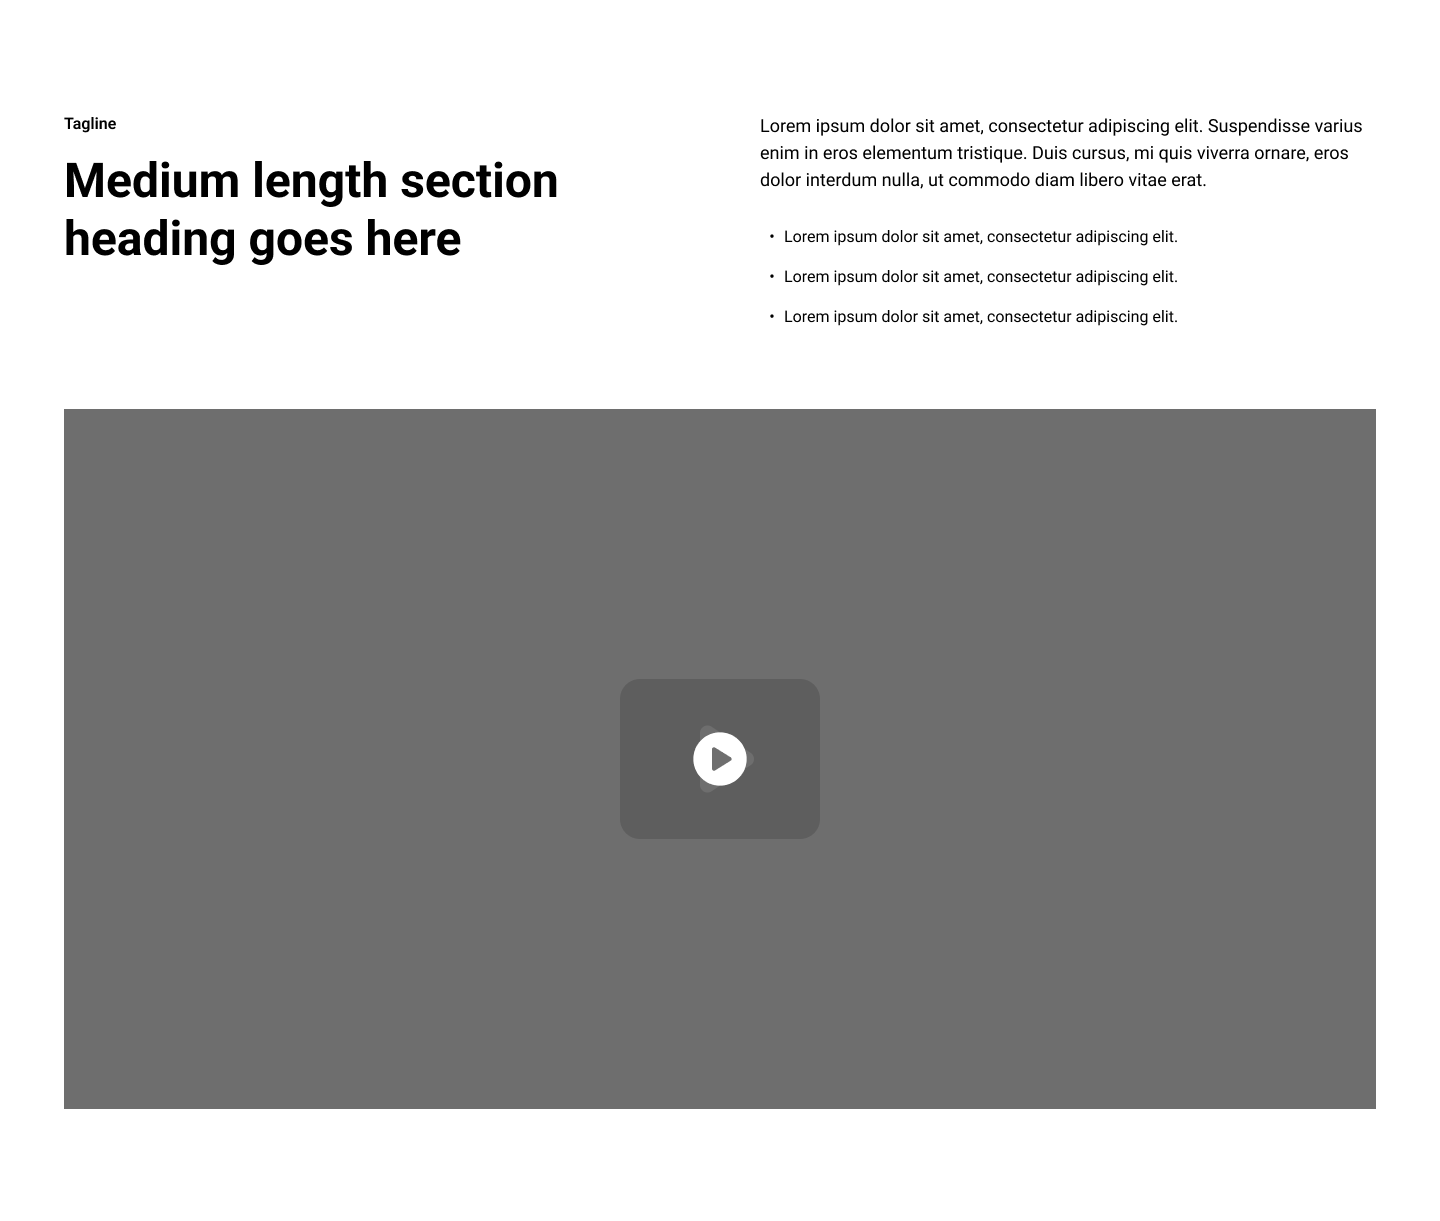 Tagline
Medium length section
heading goes here
Lorem ipsum dolor sit amet, consectetur adipiscing elit. Suspendisse varius
enim in eros elementum tristique. Duis cursus, mi quis viverra ornare, eros
dolor interdum nulla, ut commodo diam libero vitae erat.
• Lorem ipsum dolor sit amet, consectetur adipiscing elit.
• Lorem ipsum dolor sit amet, consectetur adipiscing elit.
• Lorem ipsum dolor sit amet, consectetur adipiscing elit.